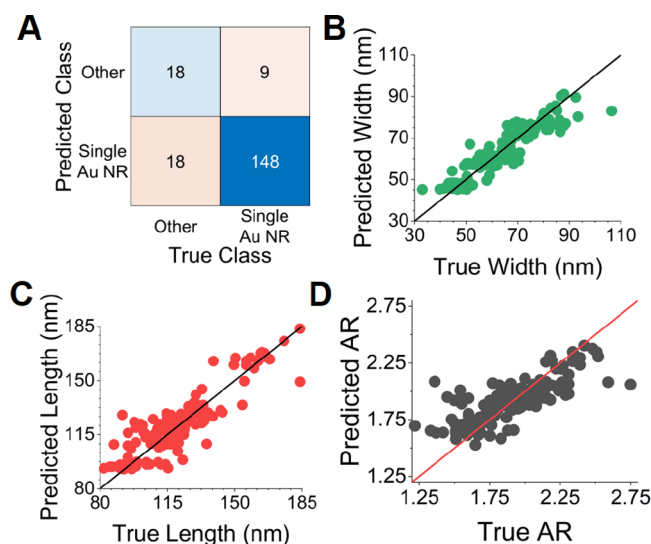 A
Predicted Class
Other
18
9
Single
Au NR
18
148
Other
Single
Au NR
True Class
B
Predicted Width (nm)
110
90
70
50
30
30
50
70
90
110
True Width (nm)
C
Predicted Length (nm)
185
150
115
80
80
115
150
185
True Length (nm)
D
Predicted AR
2.75
2.25
1.75
1.25
1.25
1.75
2.25
2.75
True AR